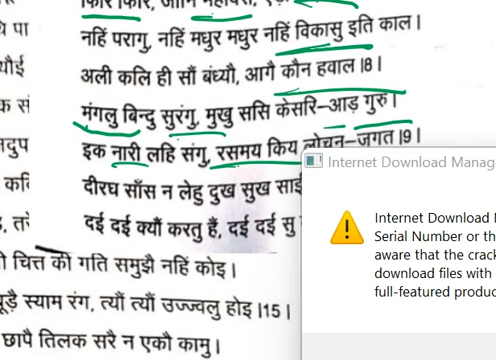 नहिं परागु, नहिं मधुर मधुर नहिं विकासु इति काल।
अली कलि ही सौं बंध्यौ, आगै कौन हवाल।8।
मंगलु बिन्दु सुरंगु, मुखु ससि केसरि–आड़ गुरु।
इक नारी लहि संगु, रसमय किय लोचन–जगत।9।
दीरघ साँस न लेहु दुख सुख साइ
दई दई क्यौं करतु हैं, दई दई सु
चित्त की गति समुझै नहिं कोइ।
बूड़ै स्याम रंग, त्यौं त्यौं उज्ज्वलु होइ।15।
छापै तिलक सरै न एकौ कामु।
Internet Download Manag
Internet Download
Serial Number or th
aware that the crack
download files with
full-featured produc